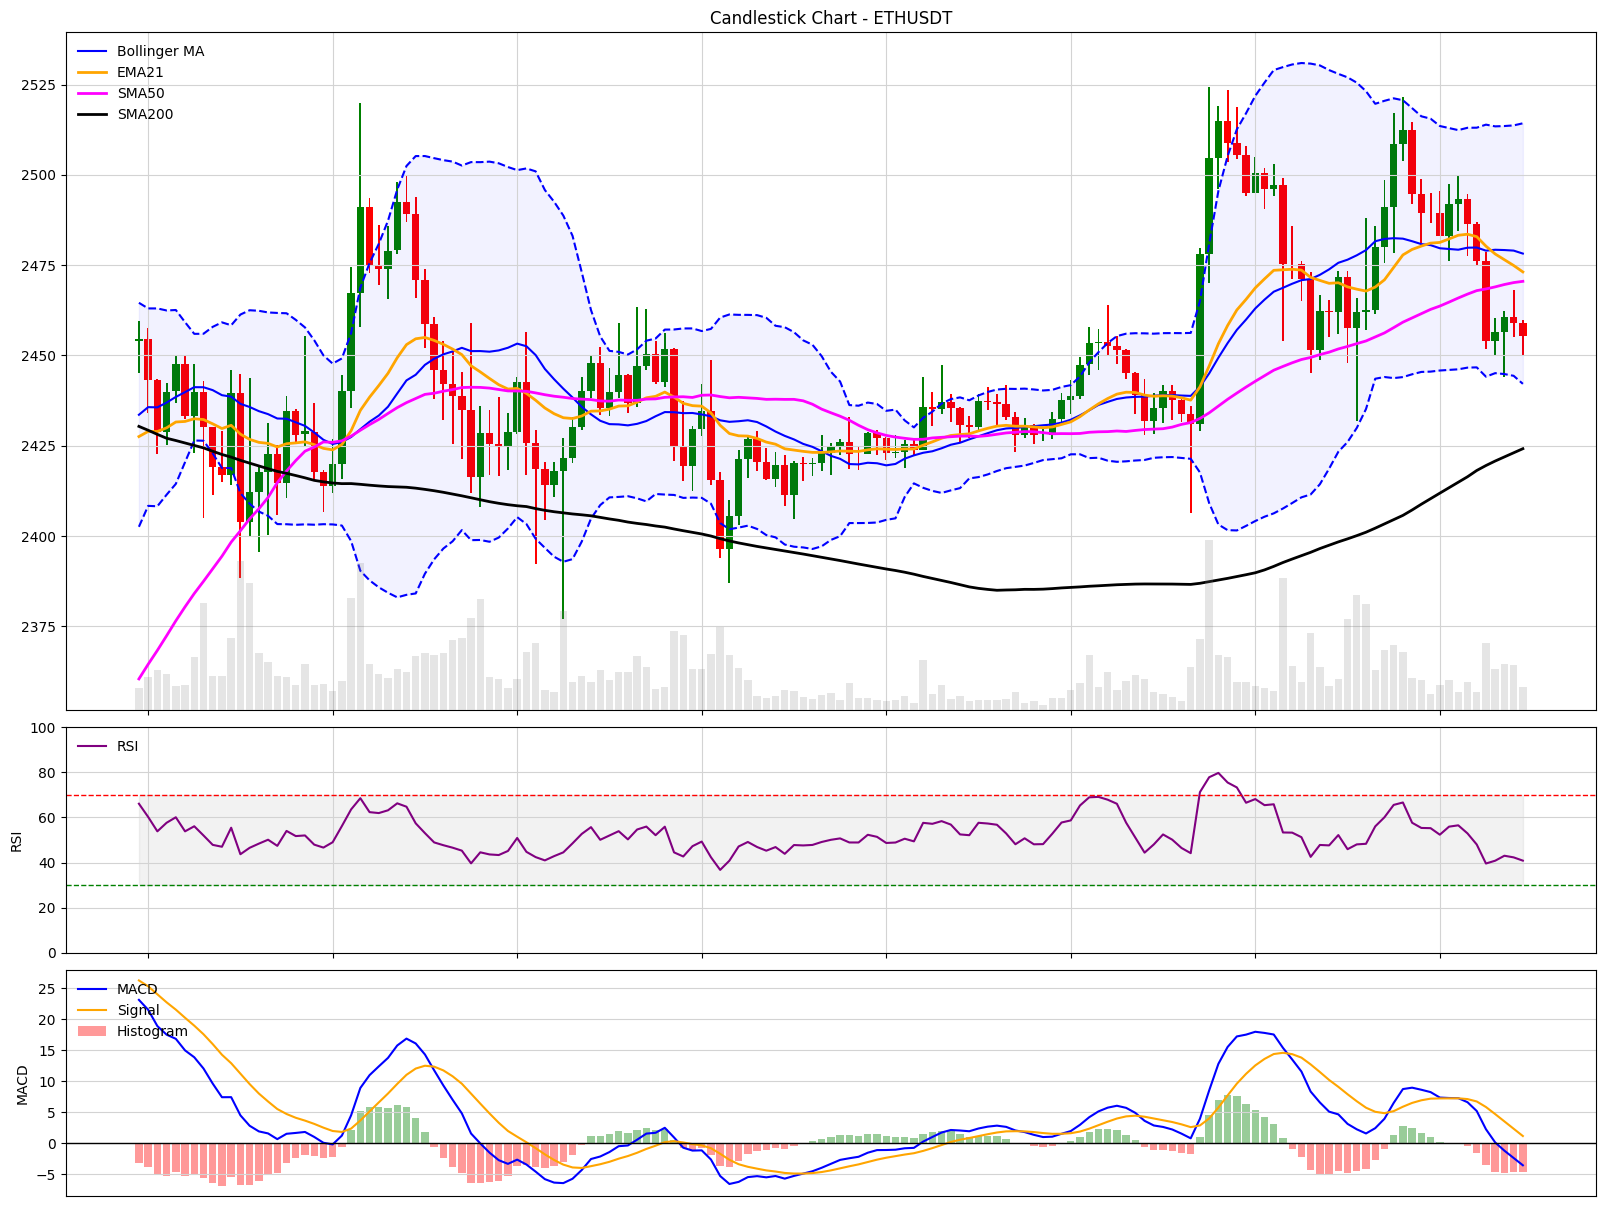 Candlestick Chart - ETHUSDT
Bollinger MA
EMA21
SMA50
SMA200
2525
2500
2475
2450
2425
2400
2375
RSI
RSI
100
80
60
40
20
0
MACD
MACD
Signal
Histogram
25
20
15
10
5
0
−5